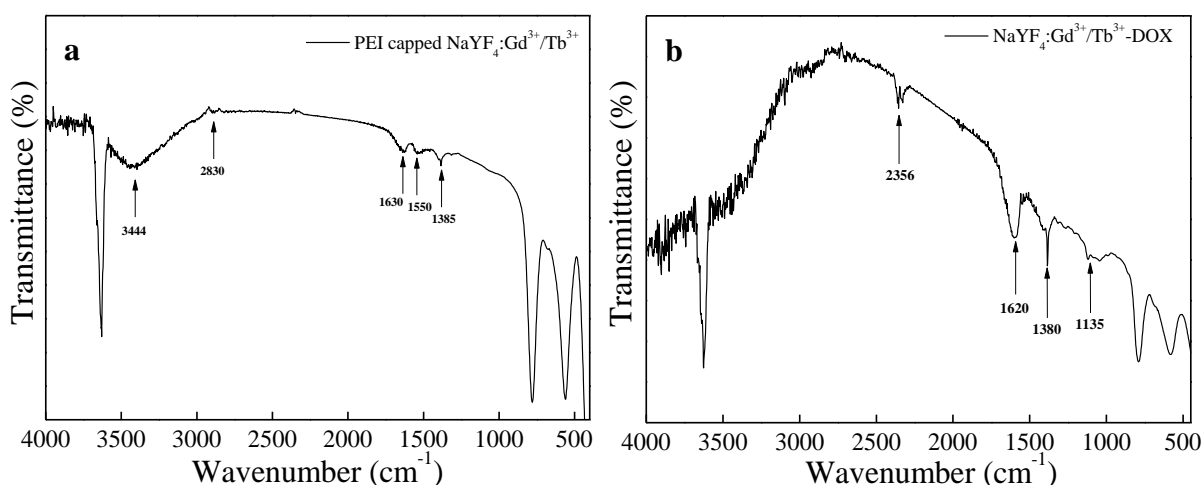 a
PEI capped NaYF₄:Gd³⁺/Tb³⁺
Transmittance (%)
3444
2830
1630
1550
1385
4000 3500 3000 2500 2000 1500 1000 500
Wavenumber (cm⁻¹)
b
NaYF₄:Gd³⁺/Tb³⁺-DOX
Transmittance (%)
2356
1620
1380
1135
4000 3500 3000 2500 2000 1500 1000 500
Wavenumber (cm⁻¹)